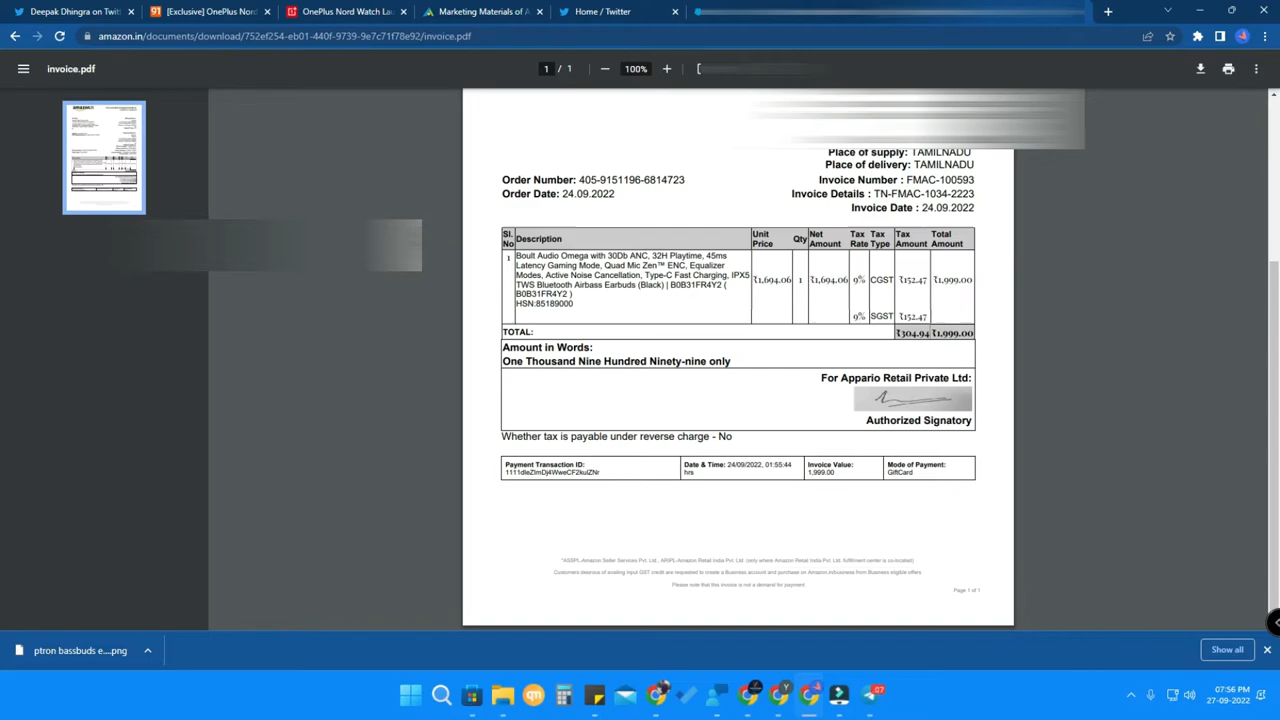 Deepak Dhingra on Twitt
[Exclusive] OnePlus Nord
OnePlus Nord Watch Lau
Marketing Materials of A
Home / Twitter
amazon.in/documents/download/752ef254-eb01-440f-9739-9e7c71f78e92/invoice.pdf
invoice.pdf
1 / 1
100%
Place of supply: TAMILNADU
Place of delivery: TAMILNADU
Order Number: 405-9151196-6814723
Invoice Number : FMAC-100593
Order Date: 24.09.2022
Invoice Details : TN-FMAC-1034-2223
Invoice Date : 24.09.2022
Sl. No Description Unit Price Qty Net Amount Tax Rate Tax Type Tax Amount Total Amount
1 Boult Audio Omega with 30Db ANC, 32H Playtime, 45ms
Latency Gaming Mode, Quad Mic Zen™ ENC, Equalizer
Modes, Active Noise Cancellation, Type-C Fast Charging, IPX5
₹1,694.06 1 ₹1,694.06 9% CGST ₹152.47 ₹1,999.00
TWS Bluetooth Airbass Earbuds (Black) | B0B31FR4Y2 (
B0B31FR4Y2 )
HSN:85189000
9% SGST ₹152.47
TOTAL: ₹304.94 ₹1,999.00
Amount in Words:
One Thousand Nine Hundred Ninety-nine only
For Appario Retail Private Ltd:
Authorized Signatory
Whether tax is payable under reverse charge - No
Payment Transaction ID:
Date & Time: 24/09/2022, 01:55:44
hrs
Invoice Value:
1,999.00
Mode of Payment:
GiftCard
*ASSPL-Amazon Seller Services Pvt. Ltd., ARIPL-Amazon Retail India Pvt. Ltd. (only where Amazon Retail India Pvt. Ltd. fulfillment center is co-located)
Customers desirous of availing input GST credit are requested to create a Business account and purchase on Amazon.in/business from Business eligible offers
Please note that this invoice is not a demand for payment
Page 1 of 1
ptron bassbuds e....png
Show all
07
07:56 PM
27-09-2022